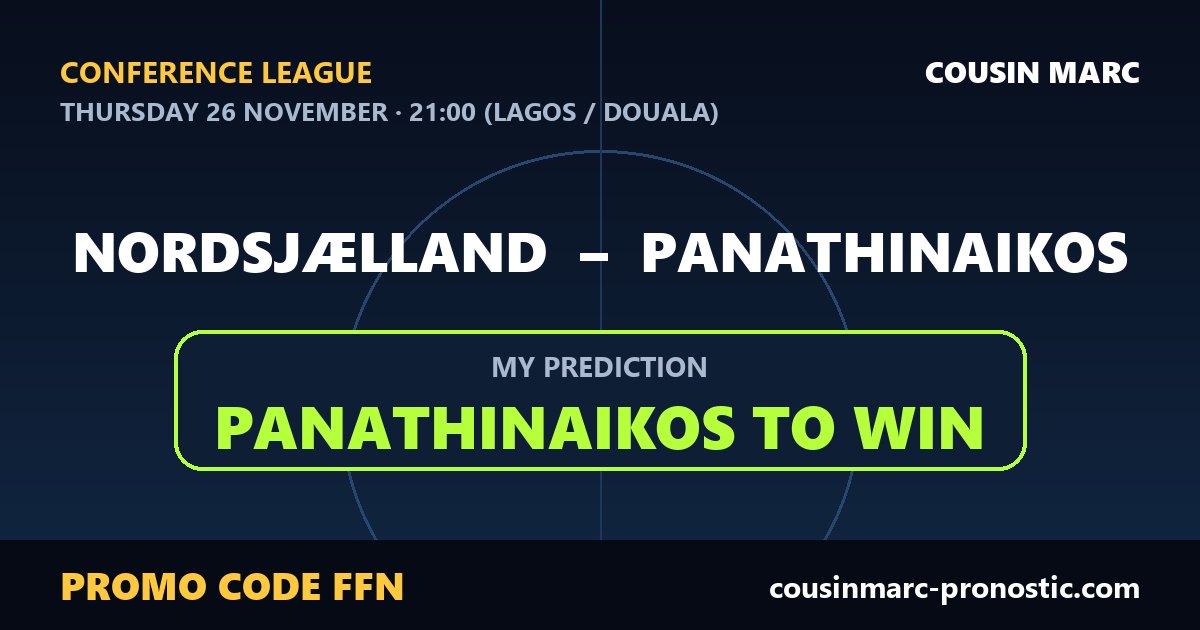 CONFERENCE LEAGUE
COUSIN MARC
THURSDAY 26 NOVEMBER · 21:00 (LAGOS / DOUALA)
NORDSJÆLLAND – PANATHINAIKOS
MY PREDICTION
PANATHINAIKOS TO WIN
PROMO CODE FFN
cousinmarc-pronostic.com